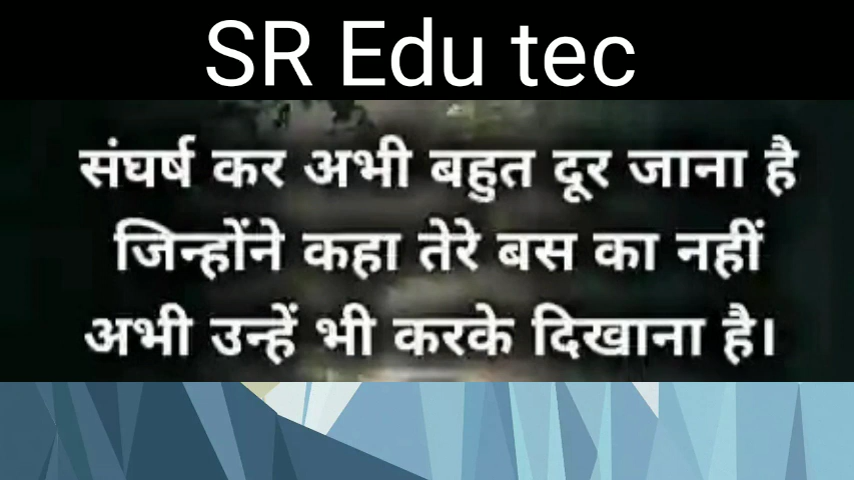 SR Edu tec
संघर्ष कर अभी बहुत दूर जाना है
जिन्होंने कहा तेरे बस का नहीं
अभी उन्हें भी करके दिखाना है।